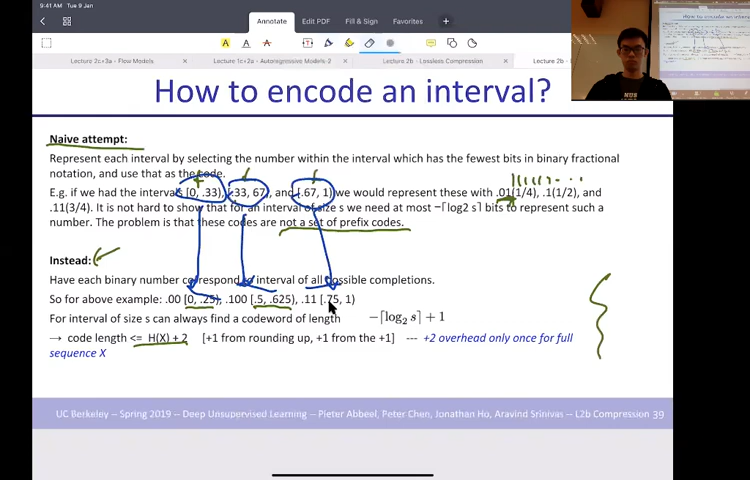 9:41 AM Tue 9 Jan
Annotate Edit PDF Fill & Sign Favorites +
Lecture 2c+3a - Flow Models Lecture 1c+2a - Autoregressive Models-2 Lecture 2b - Lossless Compression Lecture 2b - Loss
How to encode an interval?
Naive attempt:
Represent each interval by selecting the number within the interval which has the fewest bits in binary fractional
notation, and use that as the code.
E.g. if we had the intervals [0, .33), [.33, 67), and [.67, 1) we would represent these with .01(1/4), .1(1/2), and
.11(3/4). It is not hard to show that for an interval of size s we need at most −⌈log2 s⌉ bits to represent such a
number. The problem is that these codes are not a set of prefix codes.
Instead:
Have each binary number correspond to interval of all possible completions.
So for above example: .00 [0, .25), .100 [.5, .625), .11 [.75, 1)
For interval of size s can always find a codeword of length −⌈log₂ s⌉ + 1
→ code length <= H(X) + 2 [+1 from rounding up, +1 from the +1] --- +2 overhead only once for full
sequence X
UC Berkeley -- Spring 2019 -- Deep Unsupervised Learning -- Pieter Abbeel, Peter Chen, Jonathan Ho, Aravind Srinivas -- L2b Compression 39